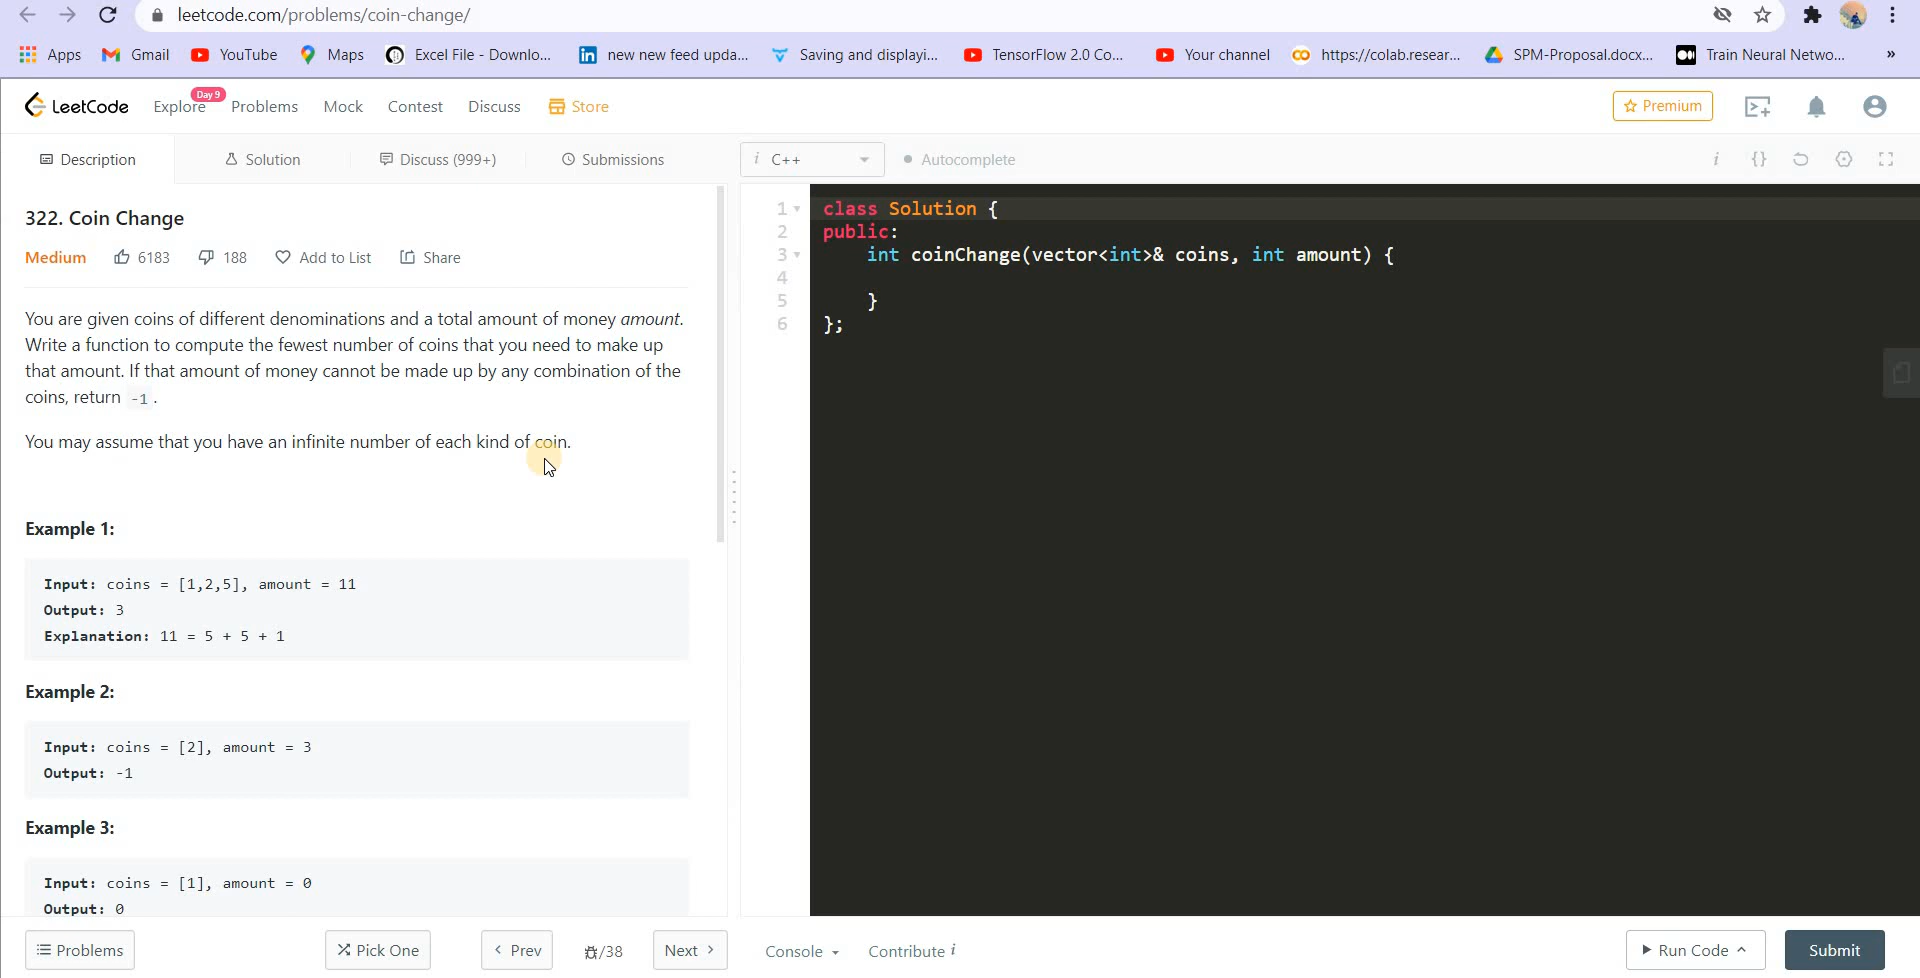 leetcode.com/problems/coin-change/
Apps Gmail YouTube Maps Excel File - Downlo... new new feed upda... Saving and displayi... TensorFlow 2.0 Co... Your channel https://colab.resear... SPM-Proposal.docx... Train Neural Netwo... »
LeetCode Explore Day 9 Problems Mock Contest Discuss Store Premium
Description Solution Discuss (999+) Submissions i C++ Autocomplete i {}
322. Coin Change
Medium 6183 188 Add to List Share
You are given coins of different denominations and a total amount of money amount.
Write a function to compute the fewest number of coins that you need to make up
that amount. If that amount of money cannot be made up by any combination of the
coins, return -1 .
You may assume that you have an infinite number of each kind of coin.
Example 1:
Input: coins = [1,2,5], amount = 11
Output: 3
Explanation: 11 = 5 + 5 + 1
Example 2:
Input: coins = [2], amount = 3
Output: -1
Example 3:
Input: coins = [1], amount = 0
Output: 0
1 class Solution {
2 public:
3 int coinChange(vector<int>& coins, int amount) {
4
5 }
6 };
Problems Pick One < Prev /38 Next > Console Contribute i Run Code Submit